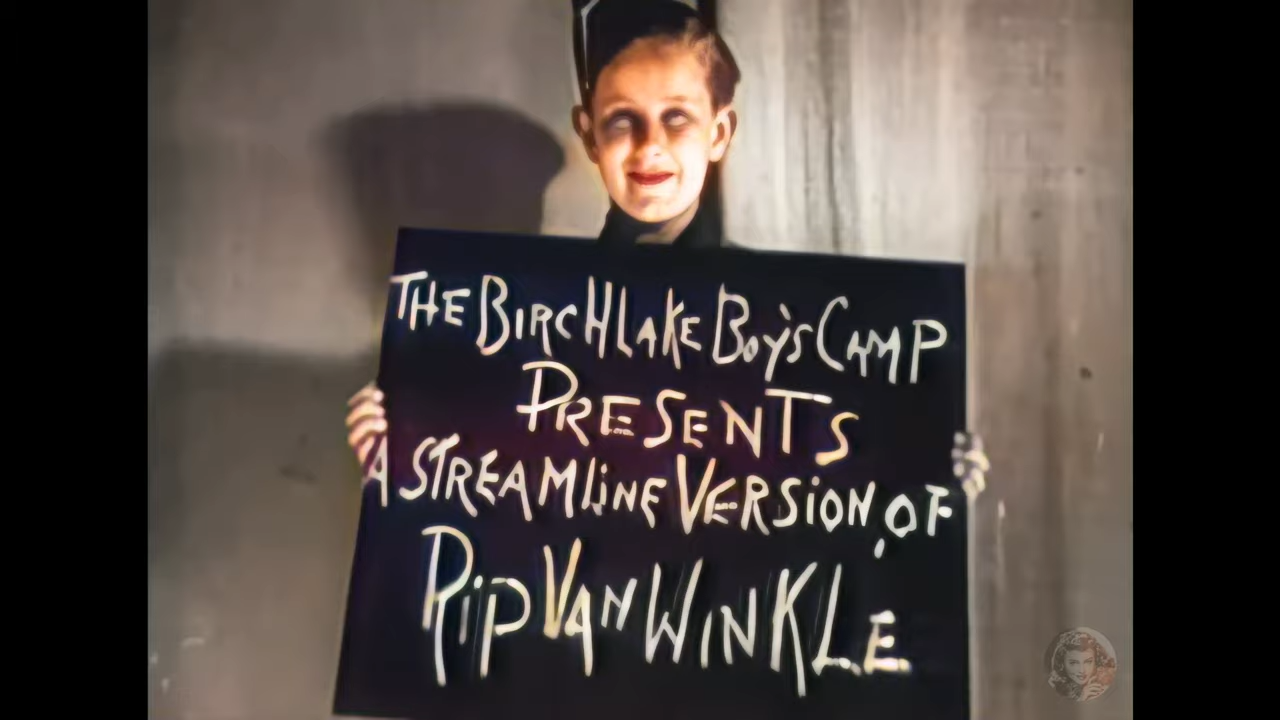 THE BIRCHLAKE BOY'S CAMP
PRESENTS
A STREAMLINE VERSION OF
RIP VAN WINKLE